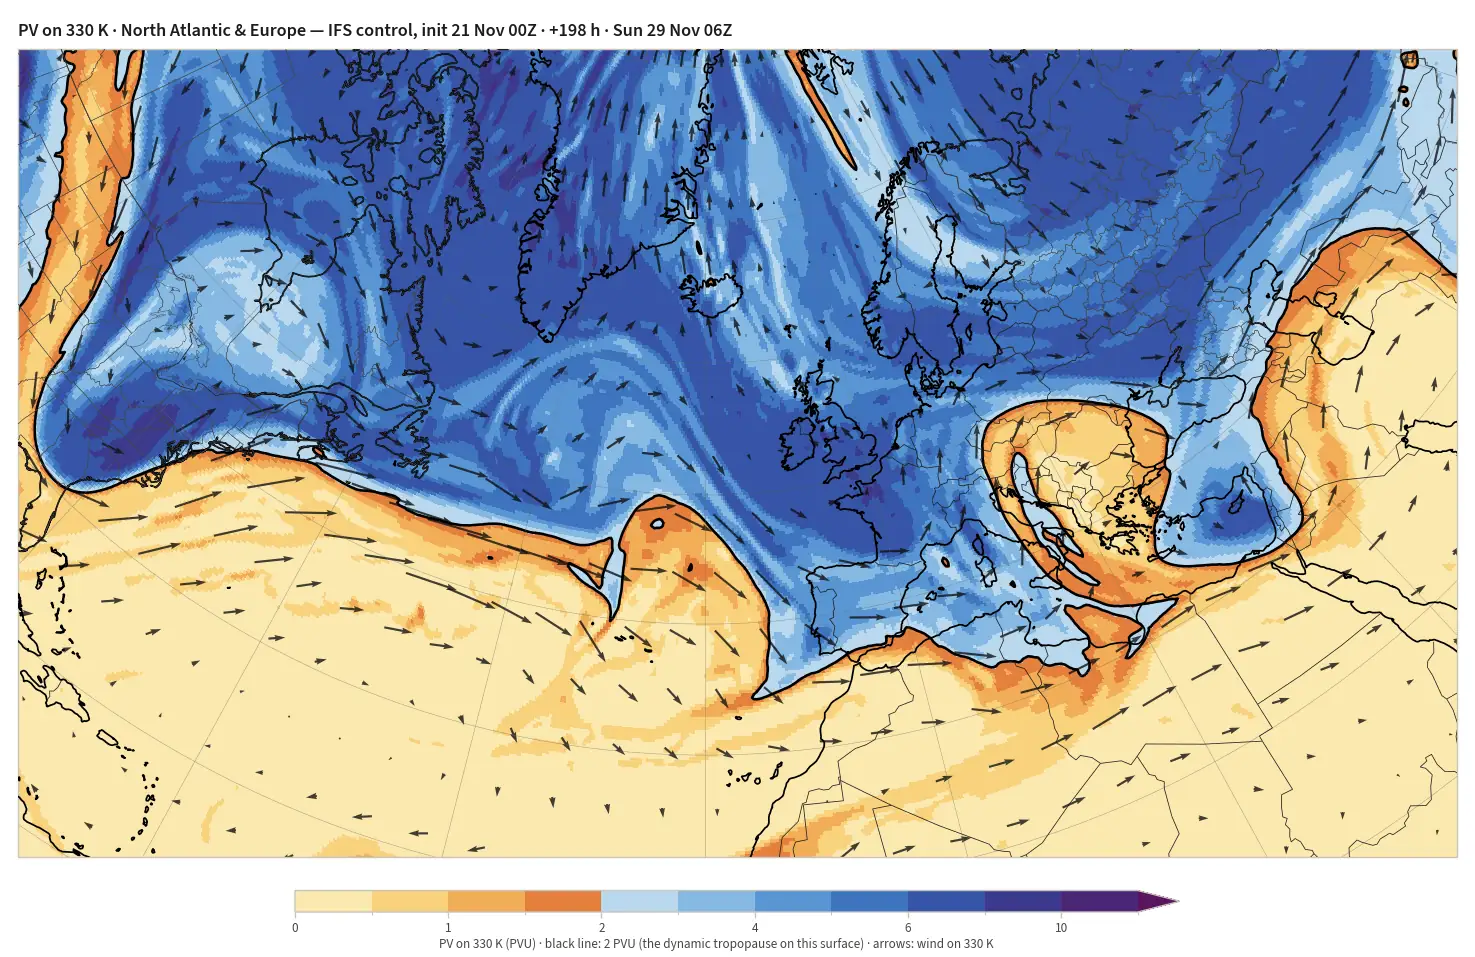 PV on 330 K · North Atlantic & Europe — IFS control, init 21 Nov 00Z · +198 h · Sun 29 Nov 06Z
0 1 2 4 6 10
PV on 330 K (PVU) · black line: 2 PVU (the dynamic tropopause on this surface) · arrows: wind on 330 K